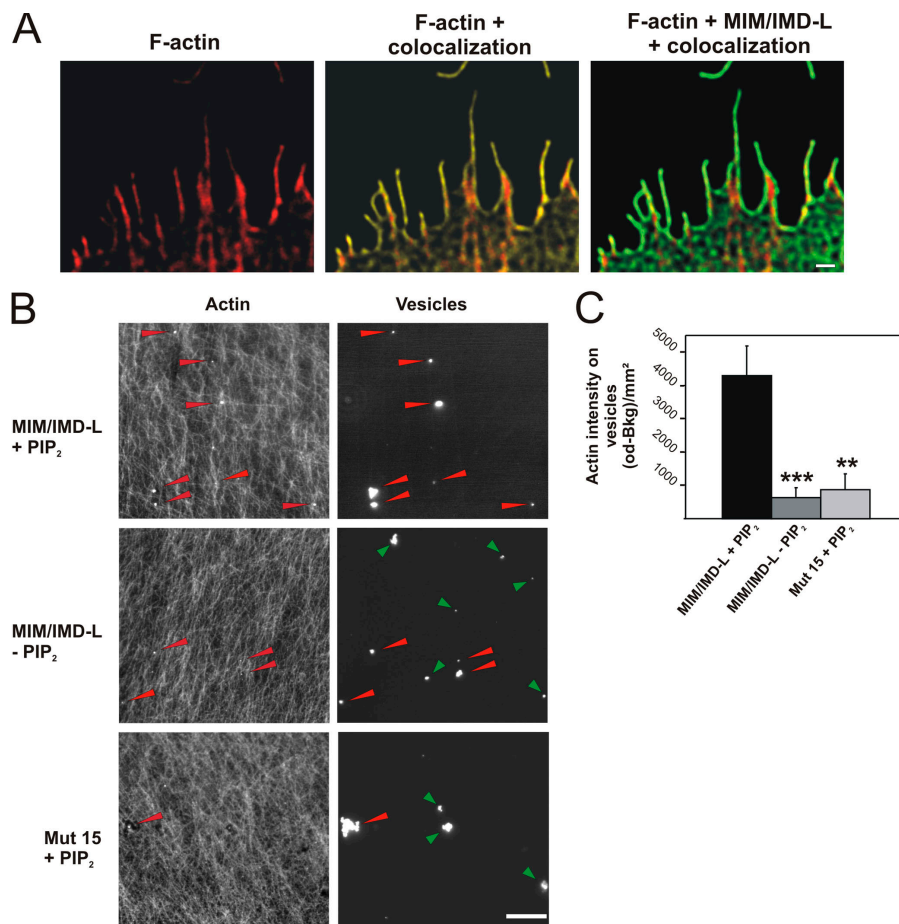 A
F-actin
F-actin +
colocalization
F-actin + MIM/IMD-L
+ colocalization
B
Actin
Vesicles
MIM/IMD-L
+ PIP₂
MIM/IMD-L
- PIP₂
Mut 15
+ PIP₂
C
Actin intensity on
vesicles
(od-Bkg)/mm²
5000
4000
3000
2000
1000
***
**
MIM/IMD-L + PIP₂
MIM/IMD-L - PIP₂
Mut 15 + PIP₂